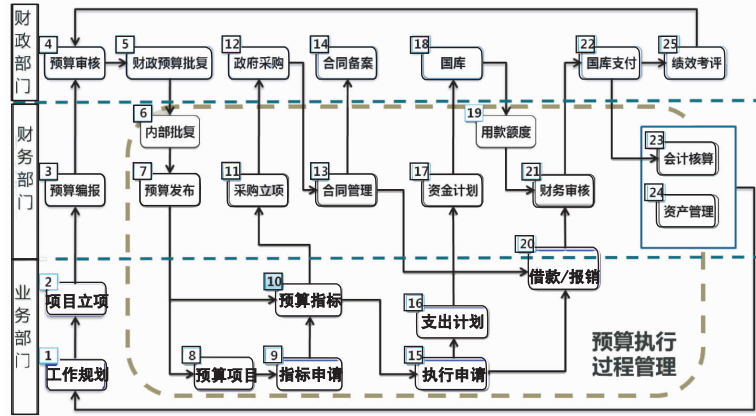 财政部门
4
预算审核
5
财政预算批复
12
政府采购
14
合同备案
18
国库
22
国库支付
25
绩效考评
财务部门
6
内部批复
19
用款额度
23
会计核算
3
预算编报
7
预算发布
11
采购立项
13
合同管理
17
资金计划
21
财务审核
24
资产管理
业务部门
20
借款/报销
2
项目立项
10
预算指标
16
支出计划
预算执行
过程管理
1
工作规划
8
预算项目
9
指标申请
15
执行申请